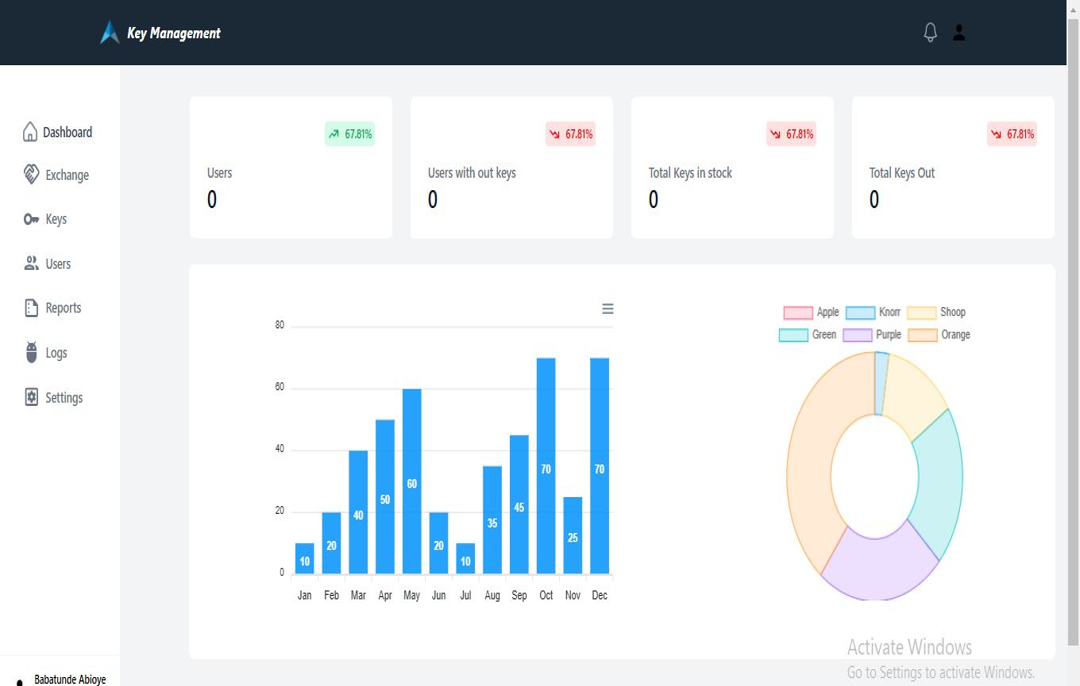 Key Management
Dashboard
Exchange
Keys
Users
Reports
Logs
Settings
Babatunde Abioye
67.81%
Users
0
67.81%
Users with out keys
0
67.81%
Total Keys in stock
0
67.81%
Total Keys Out
0
80
60
40
20
0
10 20 40 50 60 20 10 35 45 70 25 70
Jan Feb Mar Apr May Jun Jul Aug Sep Oct Nov Dec
Apple Knorr Shoop
Green Purple Orange
Activate Windows
Go to Settings to activate Windows.